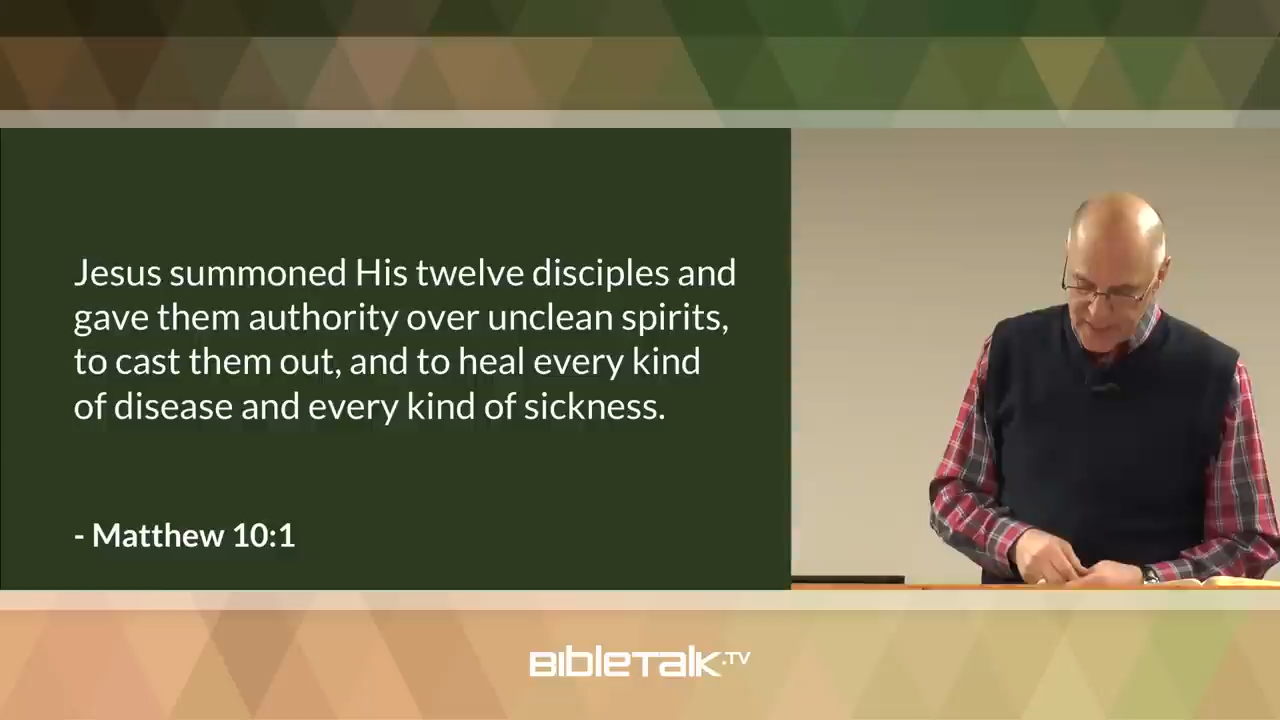 Jesus summoned His twelve disciples and
gave them authority over unclean spirits,
to cast them out, and to heal every kind
of disease and every kind of sickness.
- Matthew 10:1
BIBLETALK.TV